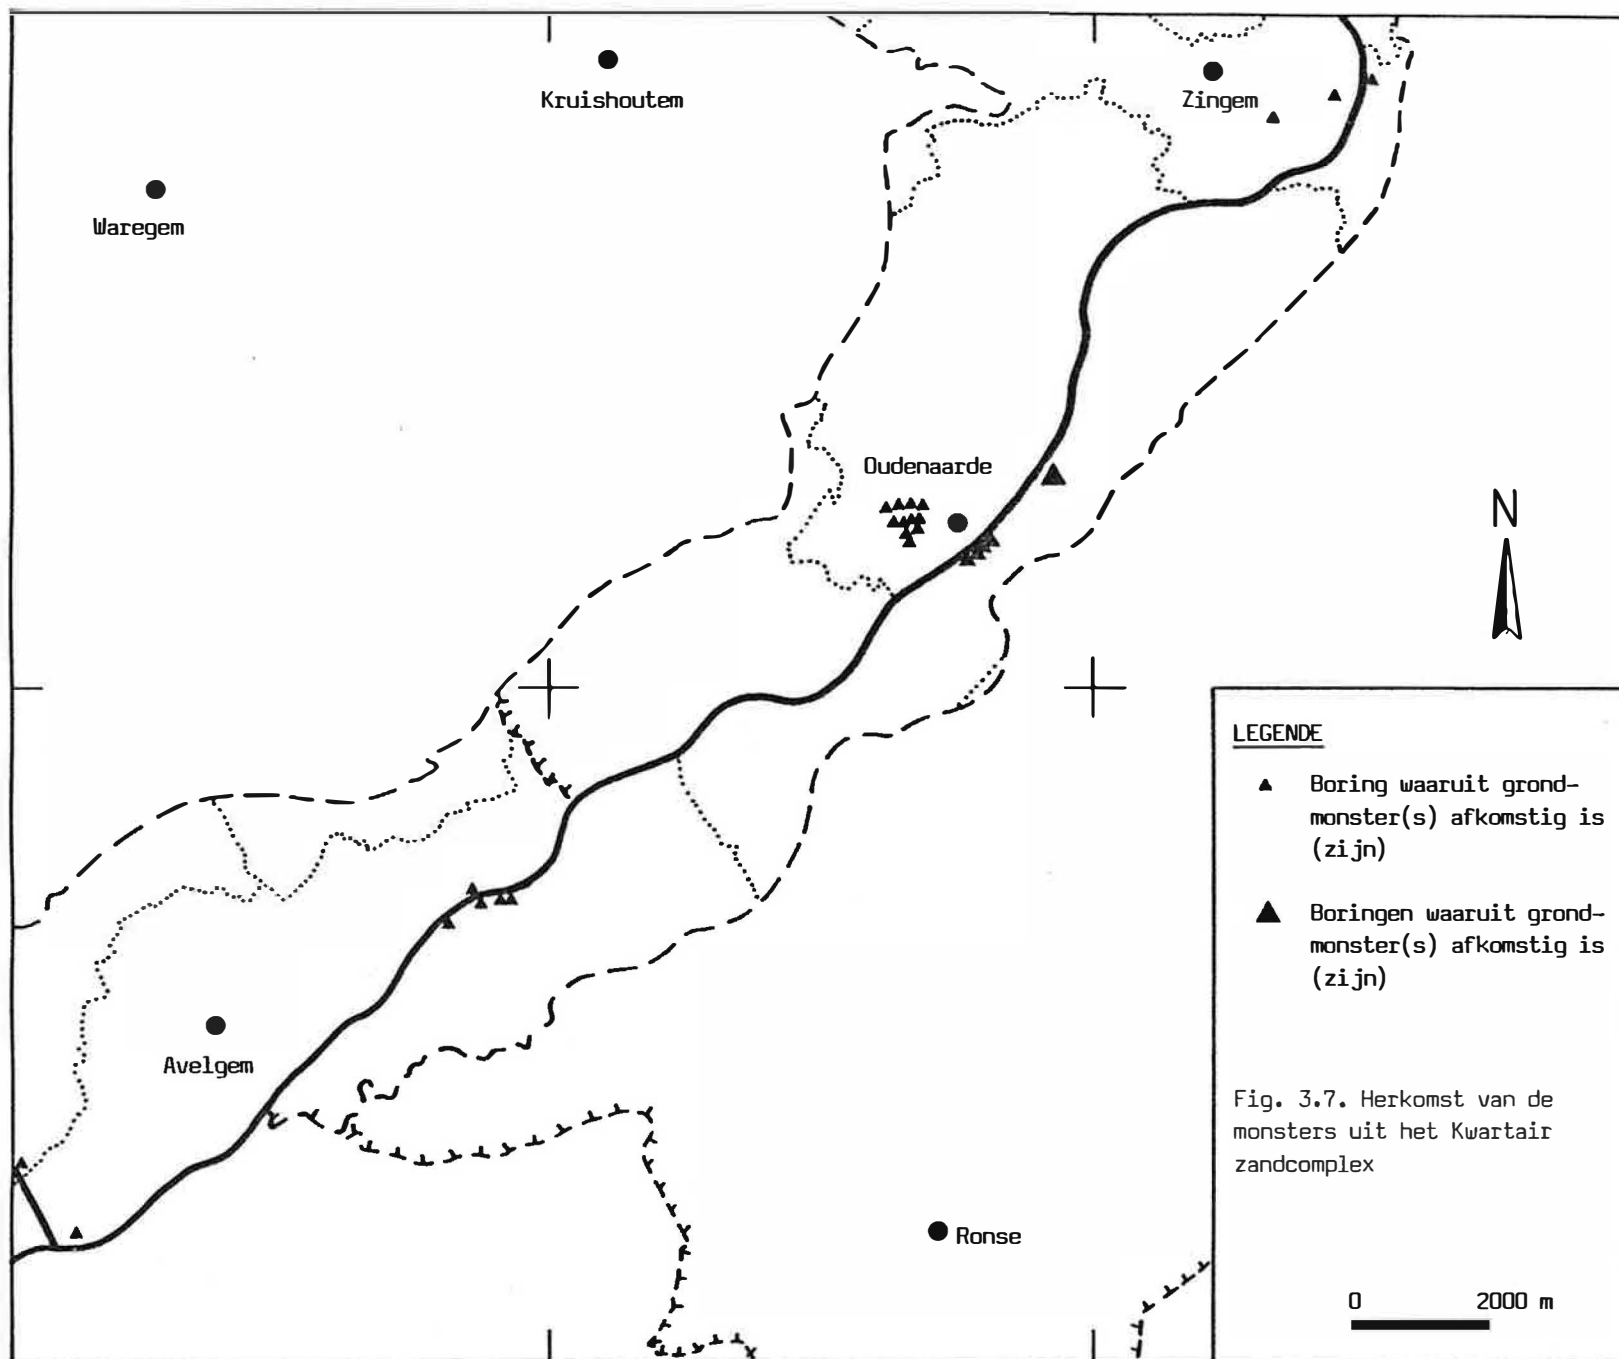 Kruishoutem
Zingem
Waregem
Oudenaarde
N
Avelgem
Ronse
LEGENDE
Boring waaruit grond-
monster(s) afkomstig is
(zijn)
Boringen waaruit grond-
monster(s) afkomstig is
(zijn)
Fig. 3.7. Herkomst van de
monsters uit het Kwartair
zandcomplex
0 2000 m